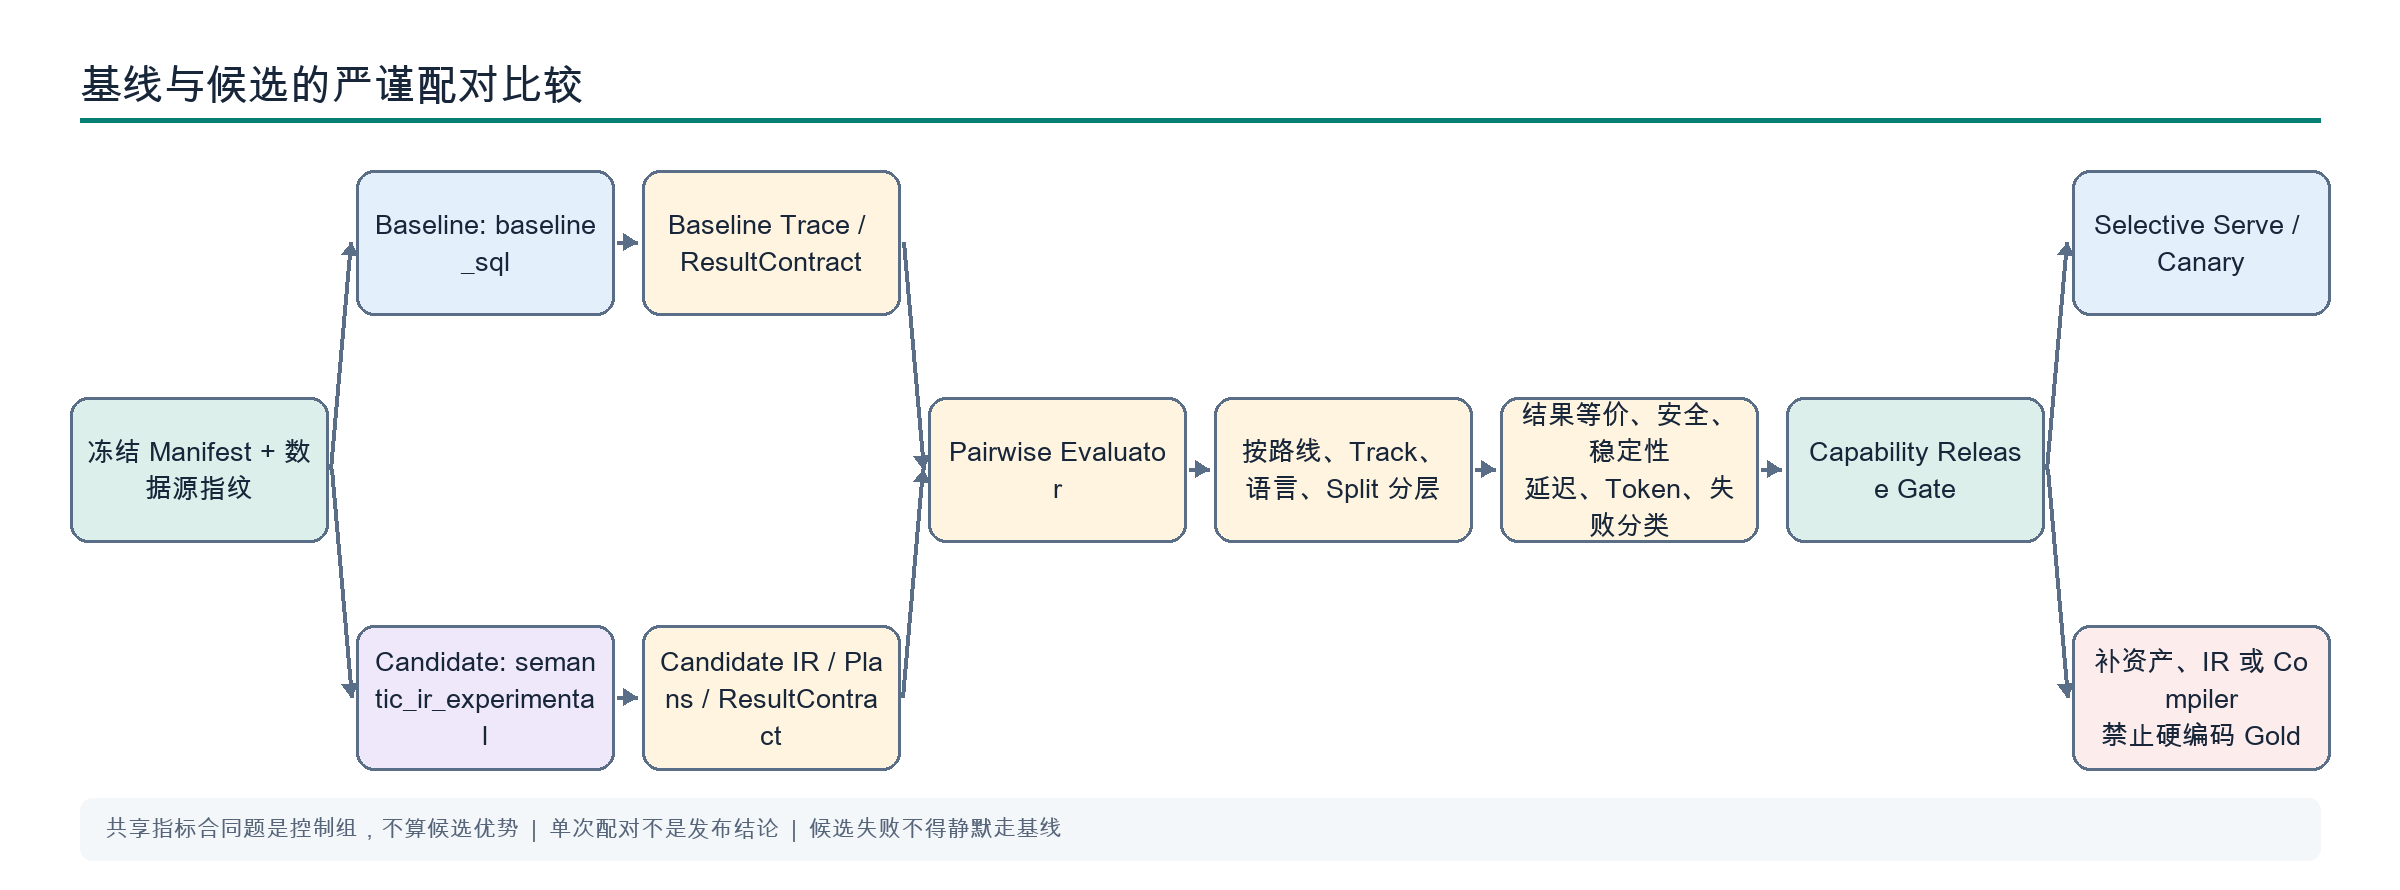 基线与候选的严谨配对比较
Baseline: baseline
_sql
Baseline Trace /
ResultContract
Selective Serve /
Canary
冻结 Manifest + 数
据源指纹
Pairwise Evaluato
r
按路线、Track、
语言、Split 分层
结果等价、安全、
稳定性
延迟、Token、失
败分类
Capability Releas
e Gate
Candidate: seman
tic_ir_experimenta
l
Candidate IR / Pla
ns / ResultContra
ct
补资产、IR 或 Co
mpiler
禁止硬编码 Gold
共享指标合同题是控制组，不算候选优势 | 单次配对不是发布结论 | 候选失败不得静默走基线